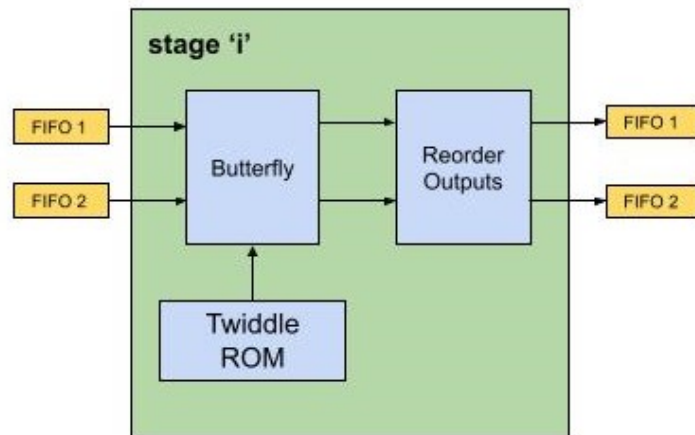 stage ‘i’
FIFO 1
FIFO 2
Butterfly
Reorder
Outputs
FIFO 1
FIFO 2
Twiddle
ROM